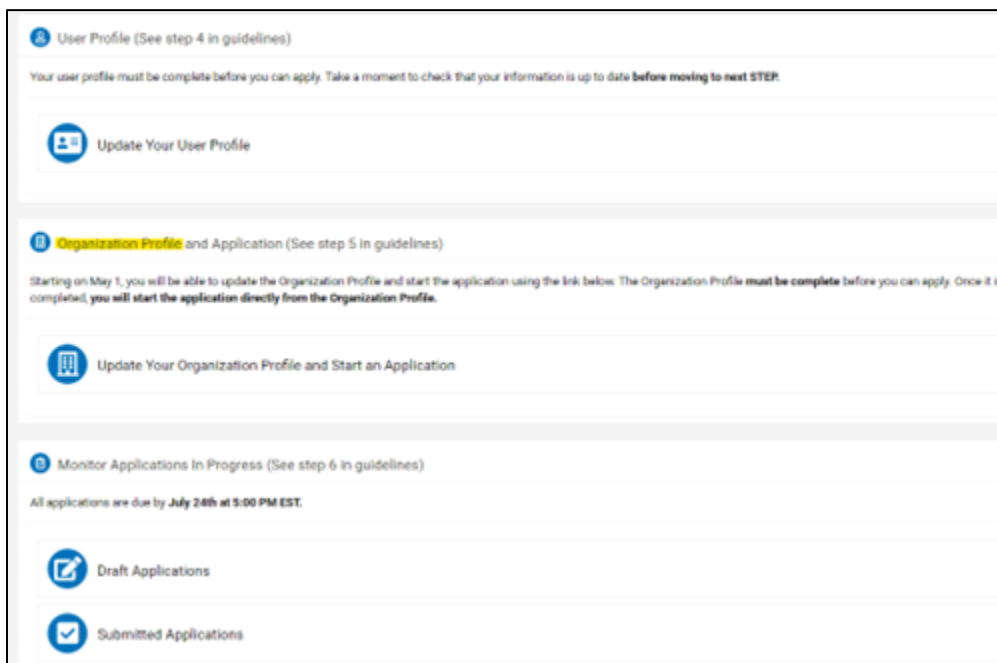 User Profile (See step 4 in guidelines)
Your user profile must be complete before you can apply. Take a moment to check that your information is up to date before moving to next STEP.
Update Your User Profile
Organization Profile and Application (See step 5 in guidelines)
Starting on May 1, you will be able to update the Organization Profile and start the application using the link below. The Organization Profile must be complete before you can apply. Once it
completed, you will start the application directly from the Organization Profile.
Update Your Organization Profile and Start an Application
Monitor Applications In Progress (See step 6 in guidelines)
All applications are due by July 24th at 5:00 PM EST.
Draft Applications
Submitted Applications